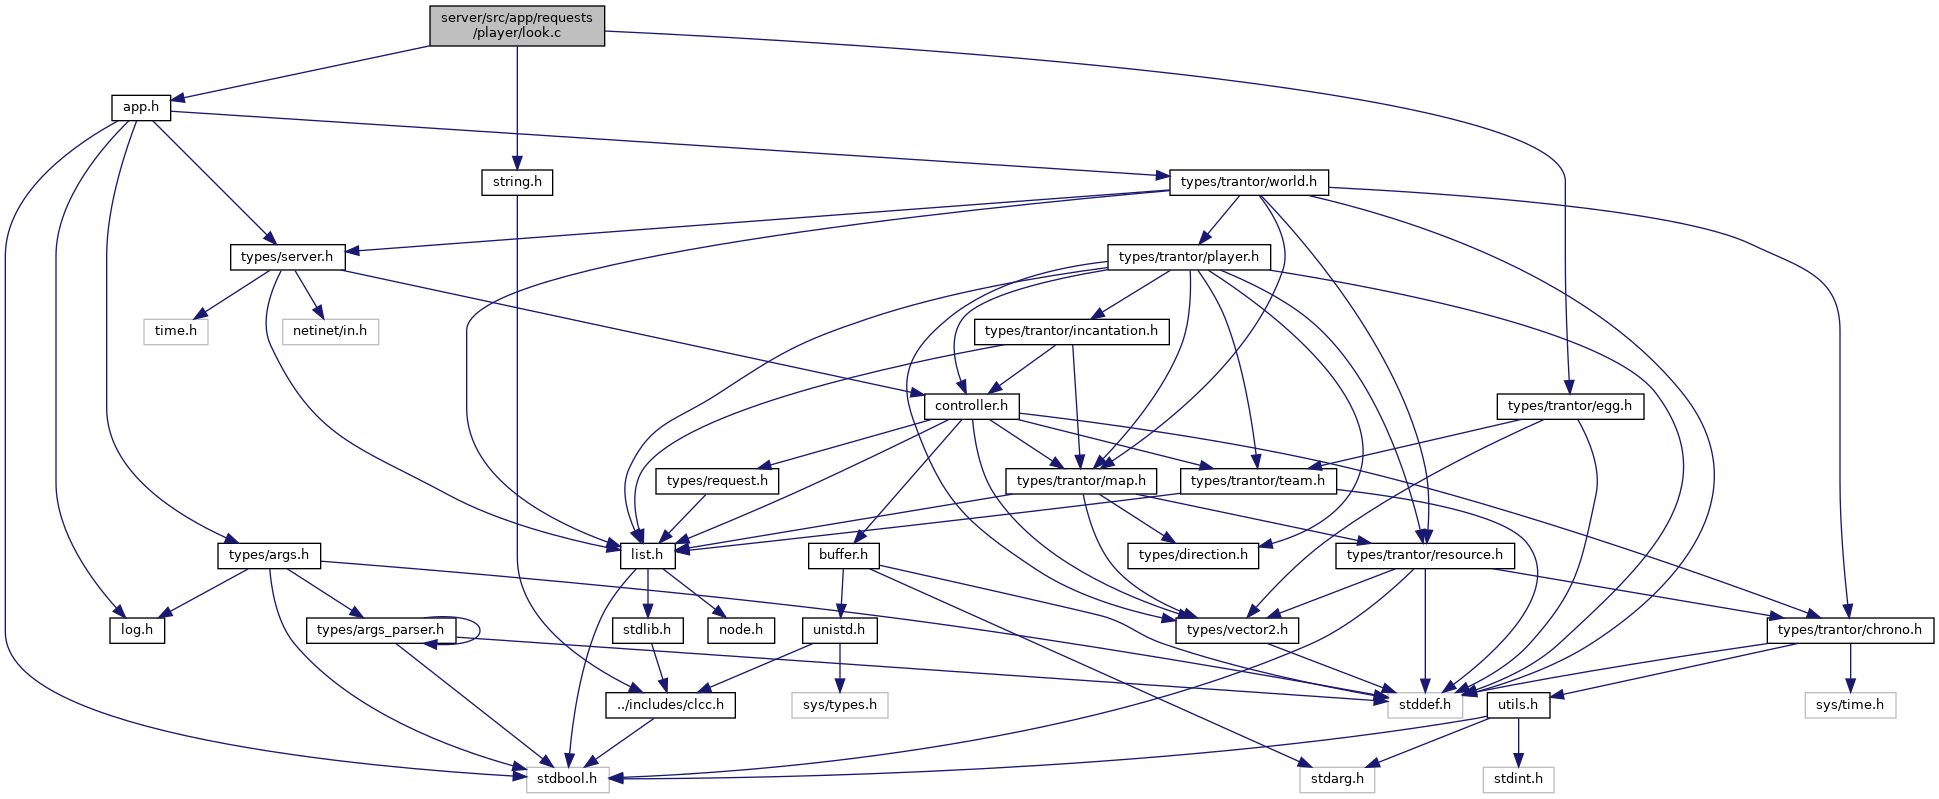 server/src/app/requests
/player/look.c
app.h
string.h
types/trantor/world.h
types/server.h
types/trantor/player.h
time.h
netinet/in.h
types/trantor/incantation.h
controller.h
types/trantor/egg.h
types/request.h
types/trantor/map.h
types/trantor/team.h
types/args.h
list.h
buffer.h
types/direction.h
types/trantor/resource.h
log.h
types/args_parser.h
stdlib.h
node.h
unistd.h
types/vector2.h
types/trantor/chrono.h
../includes/clcc.h
sys/types.h
stddef.h
utils.h
sys/time.h
stdbool.h
stdarg.h
stdint.h